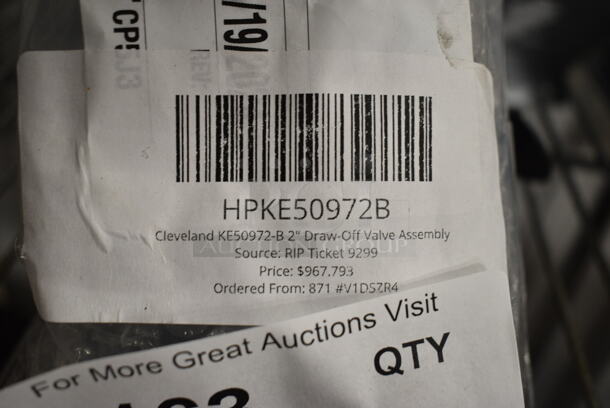 HPKE50972B
Cleveland KE50972-B 2" Draw-Off Valve Assembly
Source: RIP Ticket 9299
Price: $967.793
Ordered From: 871 #V1DSZR4
For More Great Auctions Visit
QTY